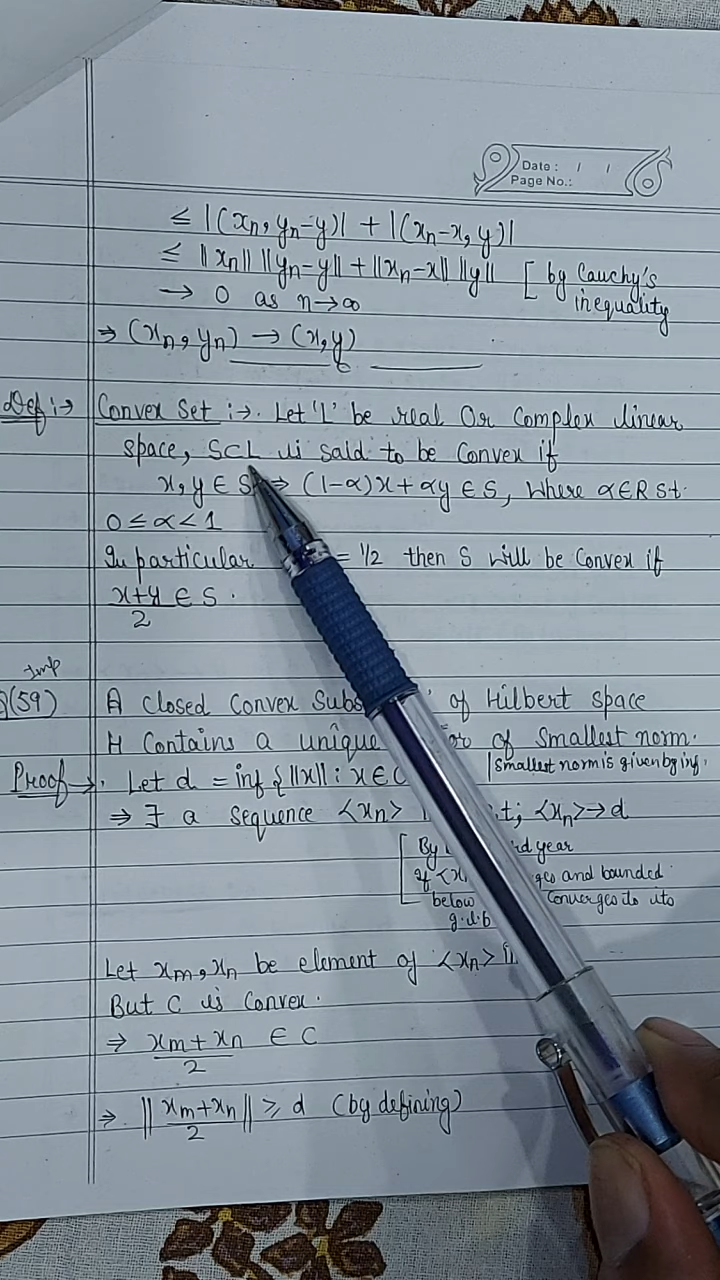 Date : / /
Page No.:
≤ |(xn, yn-y)| + |(xn-x, y)|
≤ ||xn|| ||yn-y|| + ||xn-x|| ||y|| [ by Cauchy's
inequality
→ 0 as n→∞
⇒ (xn, yn) → (x,y)
Def :→ Convex Set :→. Let 'L' be real Or Complex linear
space, S⊂L is said to be Convex if
x, y ∈ S ⇒ (1-α)x + αy ∈ S, Where α∈R s.t.
0 ≤ α < 1
In particular = 1/2 then S will be Convex if
x+y/2 ∈ S.
Imp
(59) A closed Convex of Hilbert space
H Contains a unique of smallest norm.
Proof →. Let d = inf {||x|| : x ∈ C |smallest norm is given by inf.
⇒ ∃ a sequence <xn> <xn>→d
[ By year
if and bounded
below Converges to its
g.l.b
Let xm, xn be element of <xn>
But C is Convex.
⇒ xm + xn/2 ∈ C
⇒ ||xm+xn/2|| ≥ d (by defining)